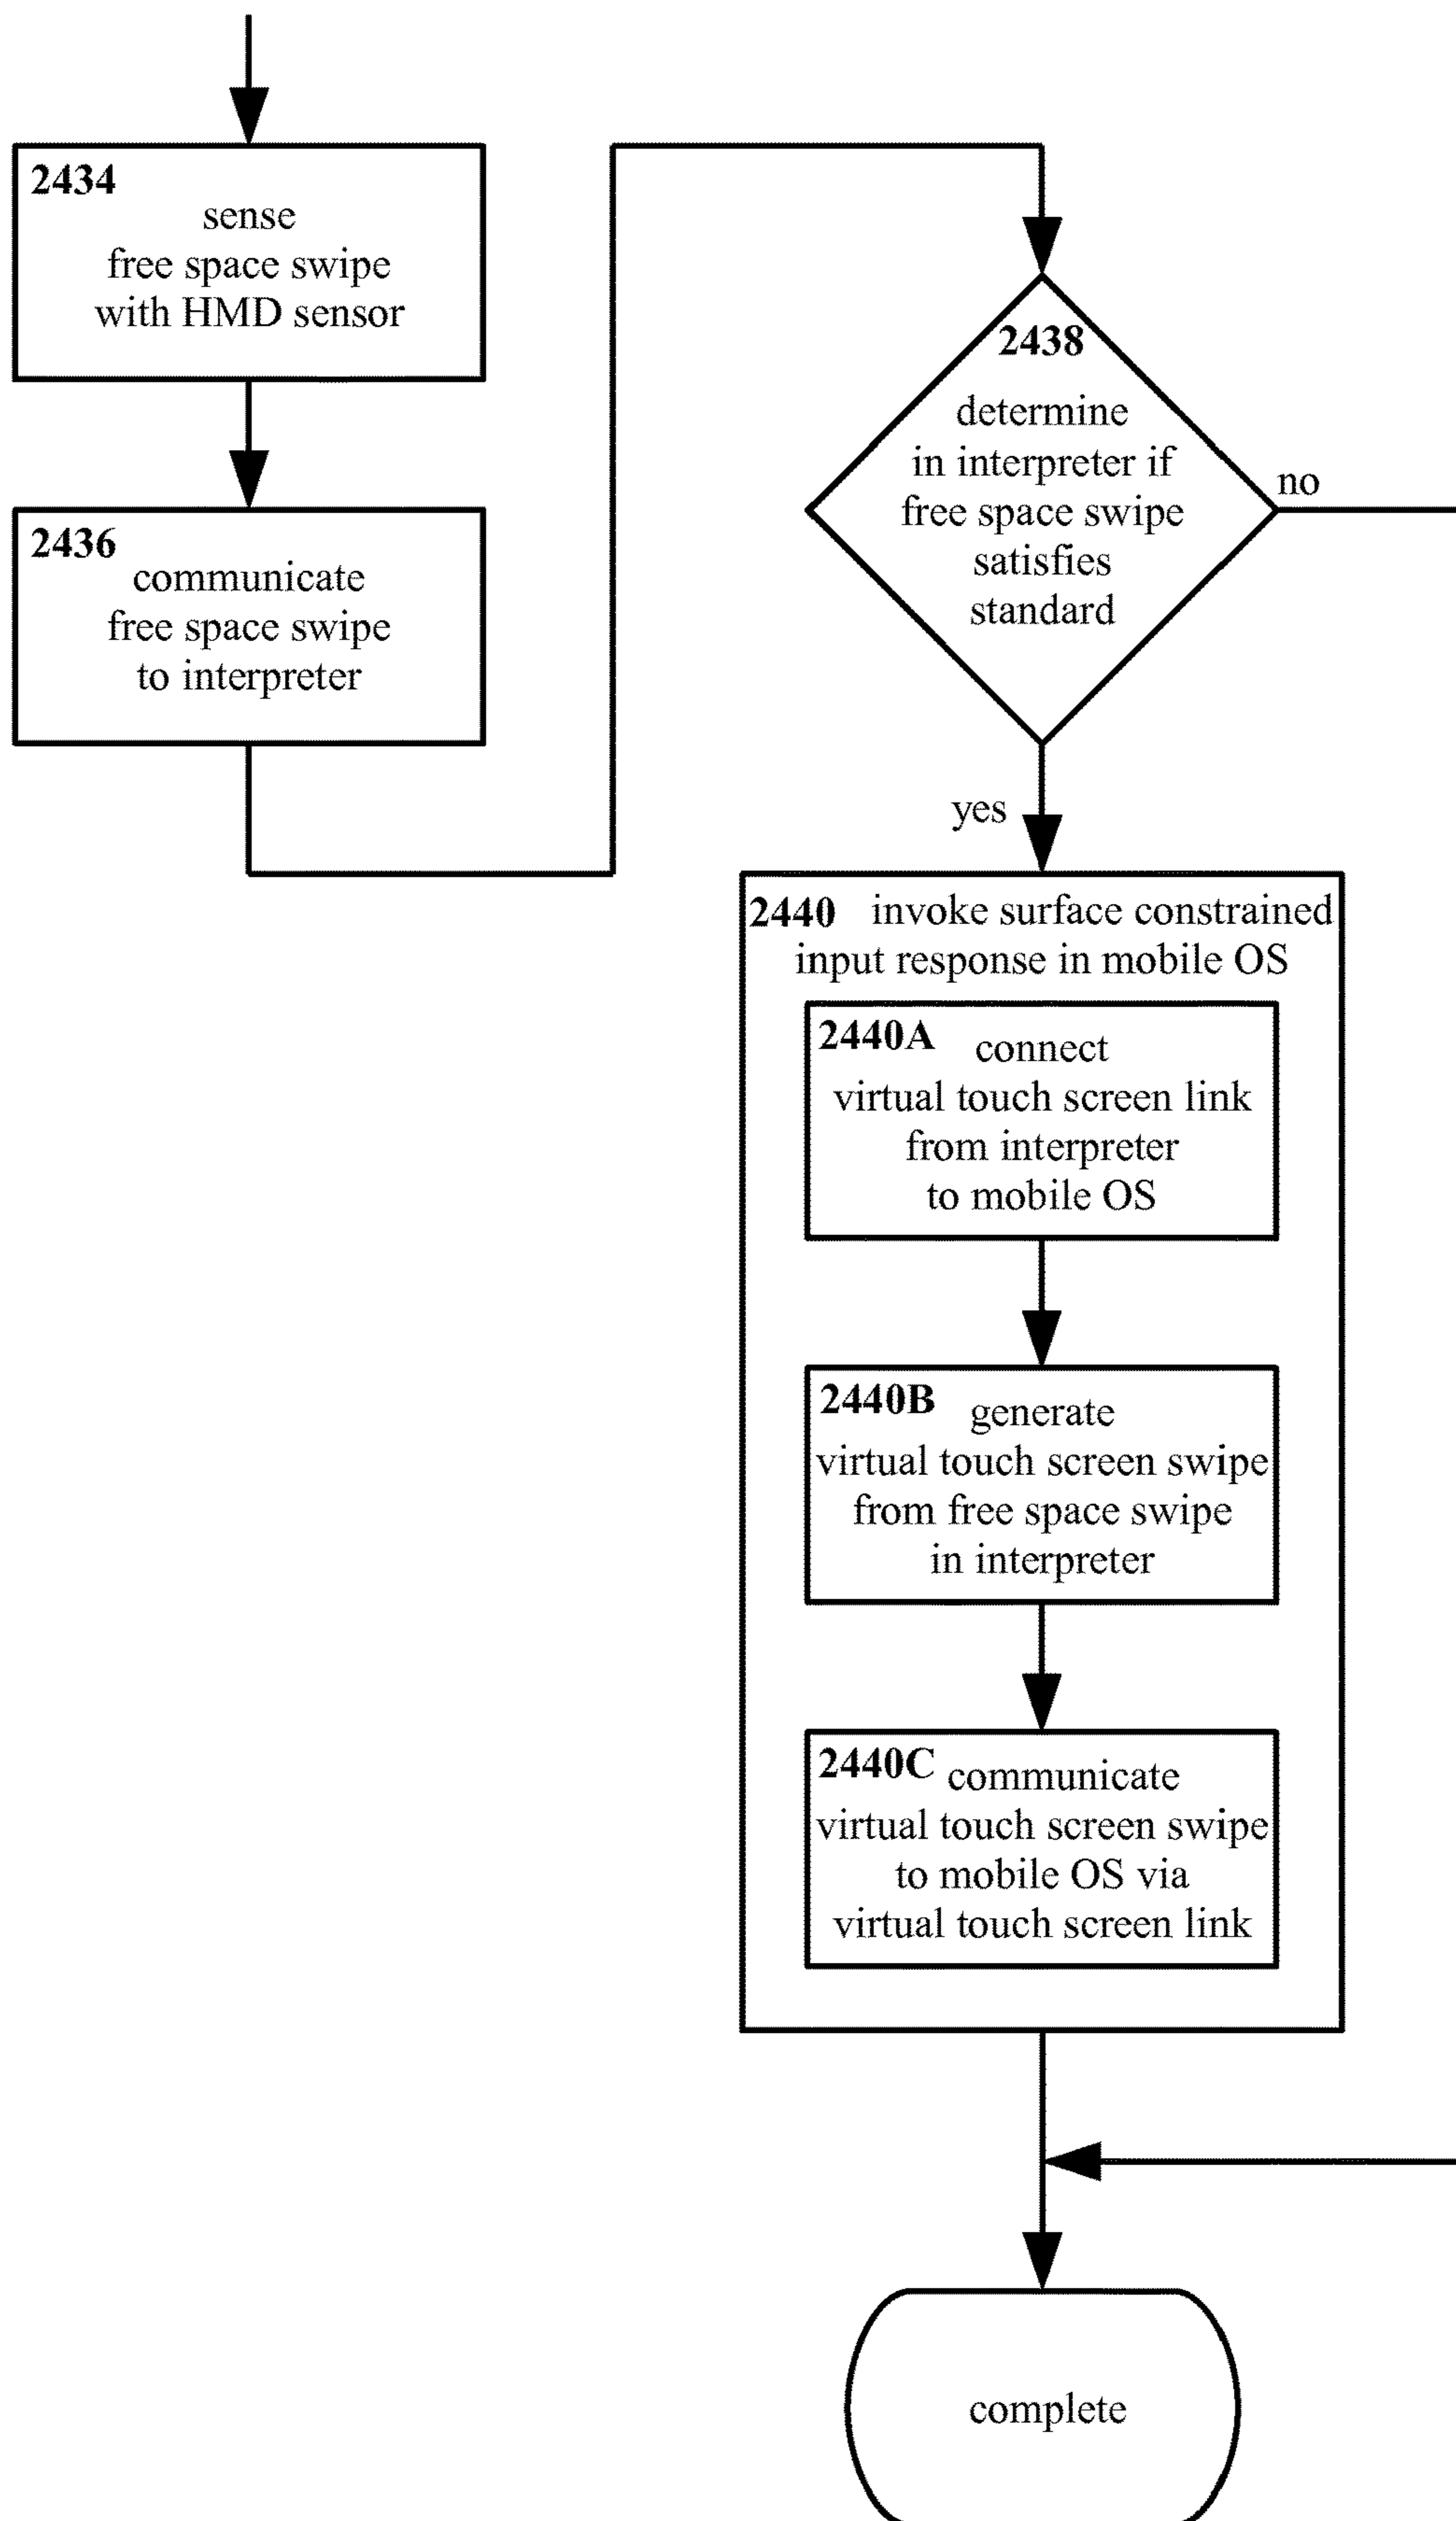 2434
sense
free space swipe
with HMD sensor
2436
communicate
free space swipe
to interpreter
2438
determine
in interpreter if
free space swipe
satisfies
standard
no
yes
2440 invoke surface constrained
input response in mobile OS
2440A connect
virtual touch screen link
from interpreter
to mobile OS
2440B generate
virtual touch screen swipe
from free space swipe
in interpreter
2440C communicate
virtual touch screen swipe
to mobile OS via
virtual touch screen link
complete